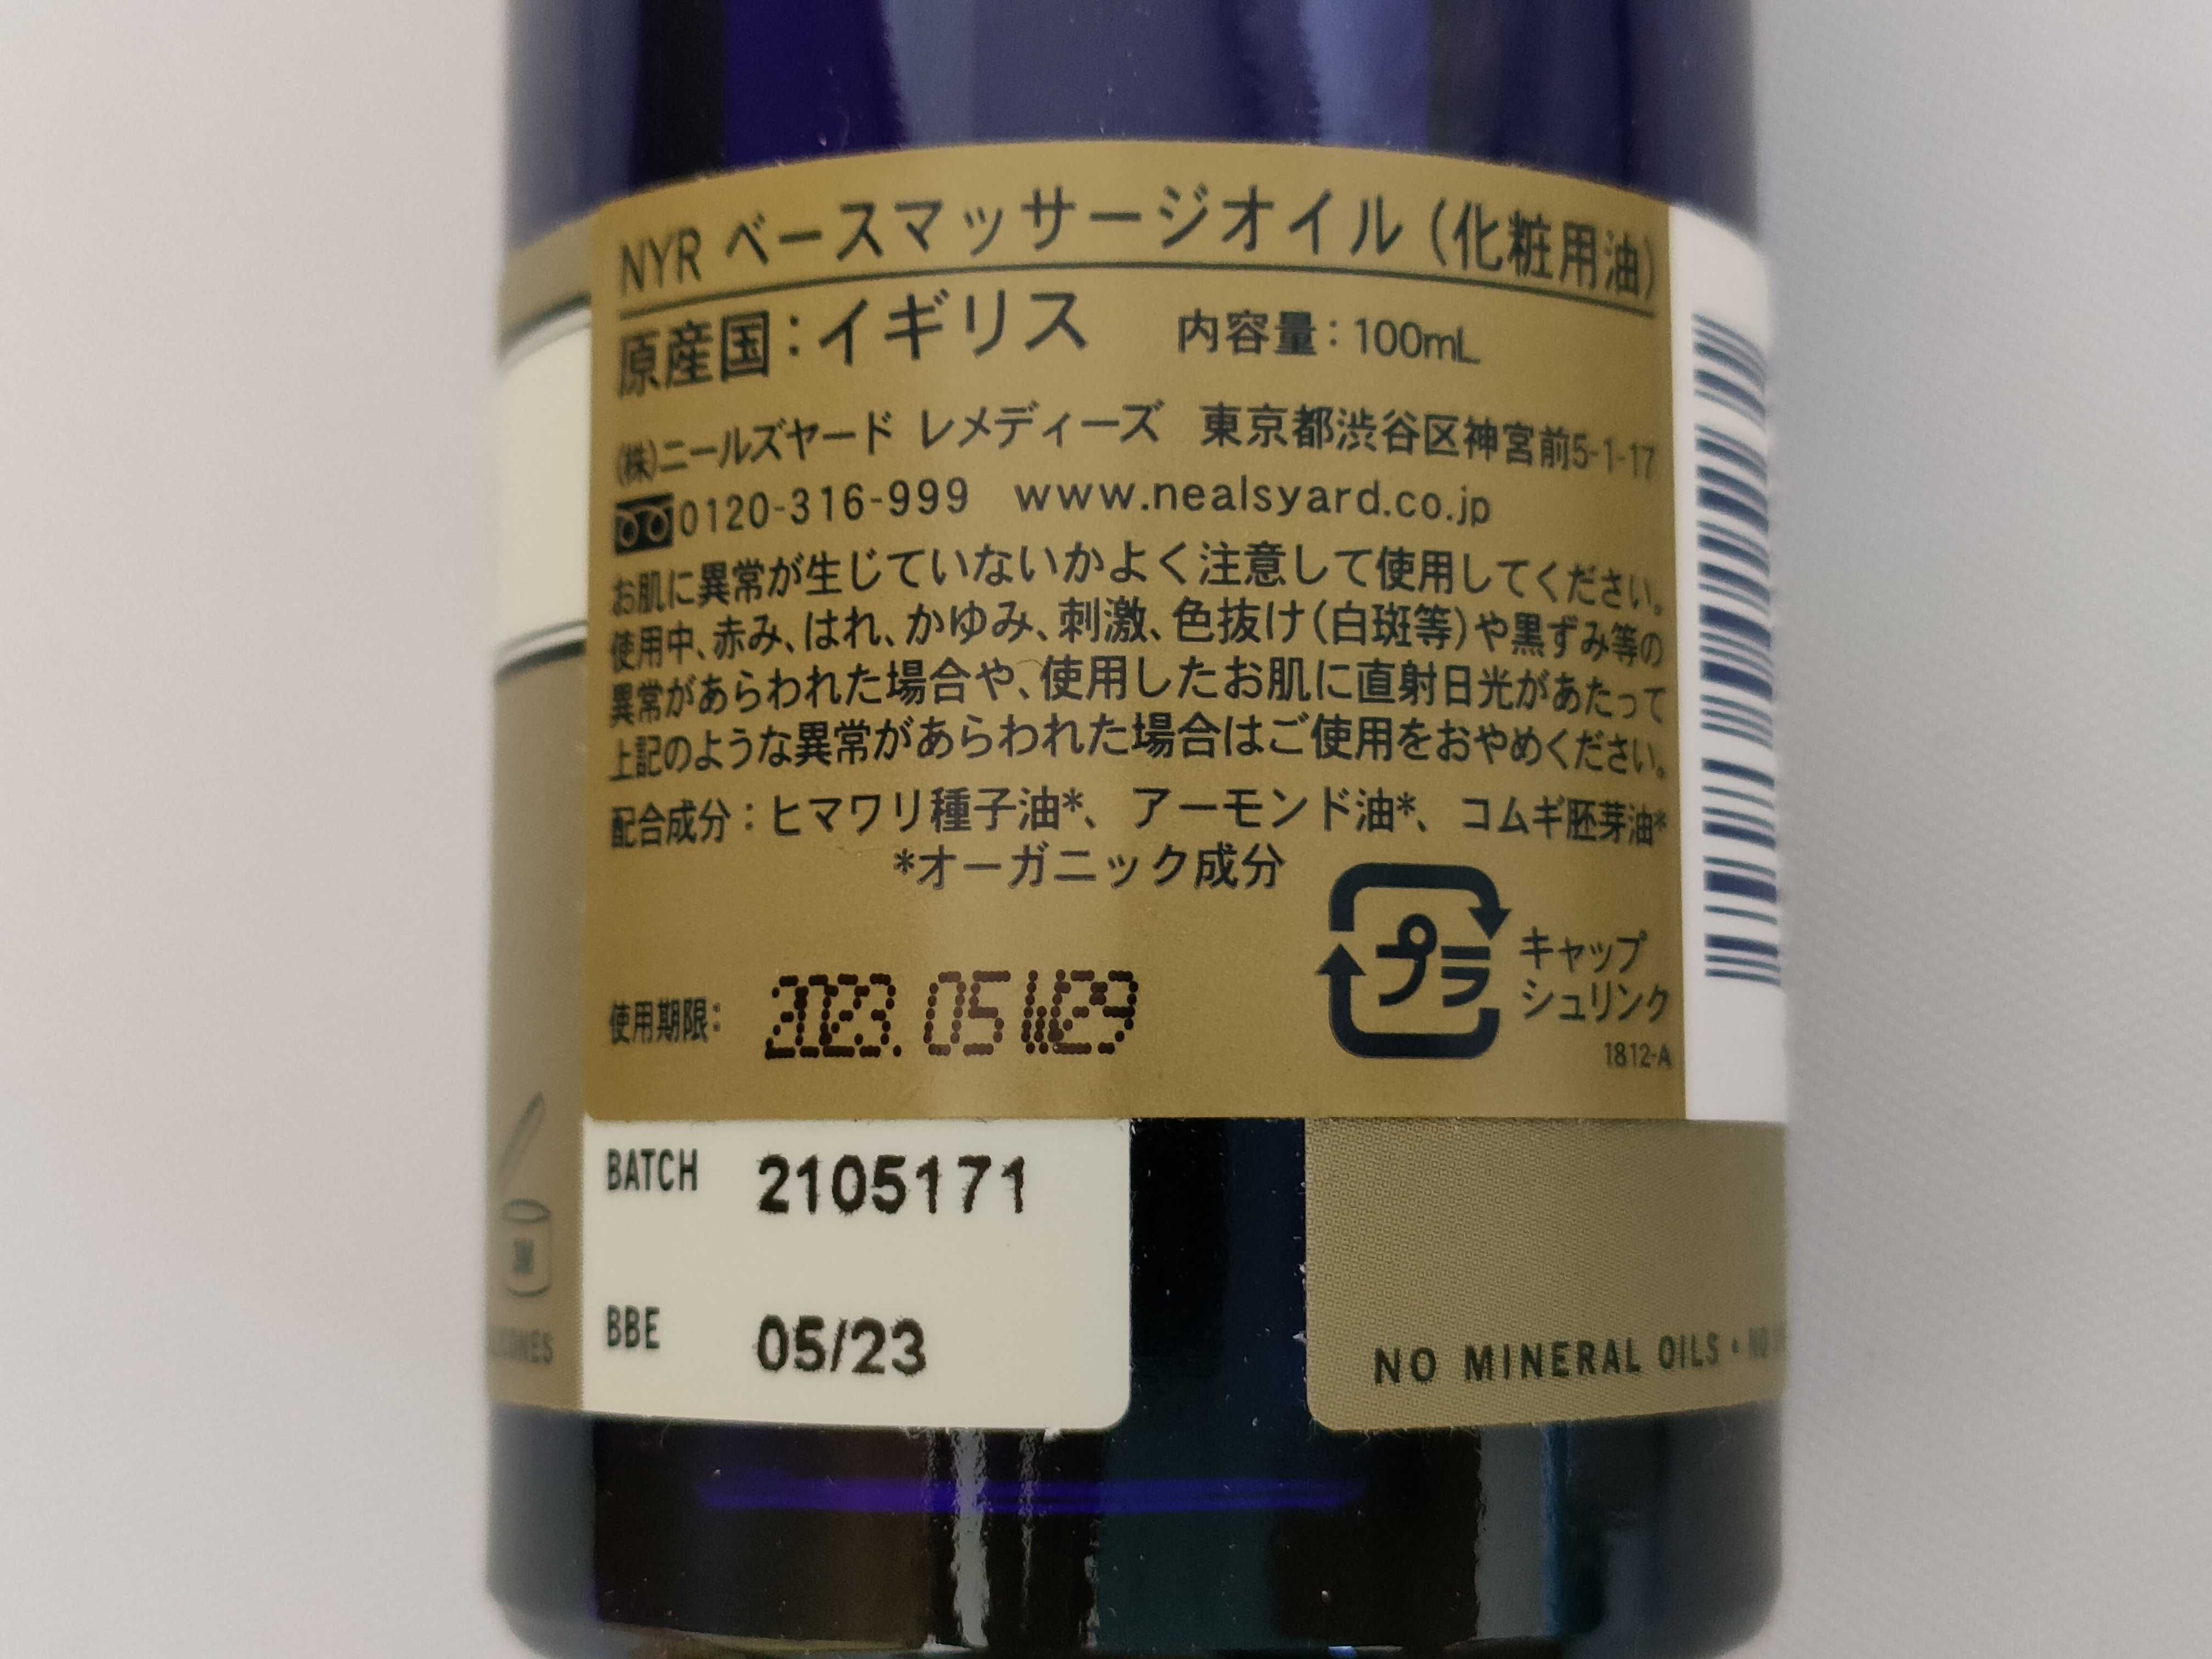 NYR ベースマッサージオイル（化粧用油）
原産国：イギリス 内容量：100mL
(株)ニールズヤード レメディーズ 東京都渋谷区神宮前5-1-17
0120-316-999 www.nealsyard.co.jp
お肌に異常が生じていないかよく注意して使用してください。
使用中、赤み、はれ、かゆみ、刺激、色抜け（白斑等）や黒ずみ等の
異常があらわれた場合や、使用したお肌に直射日光があたって
上記のような異常があらわれた場合はご使用をおやめください。
配合成分：ヒマワリ種子油*、アーモンド油*、コムギ胚芽油*
*オーガニック成分
プラ
キャップ
シュリンク
使用期限： 2023.05
1812-A
BATCH 2105171
BBE 05/23
NO MINERAL OILS • NO